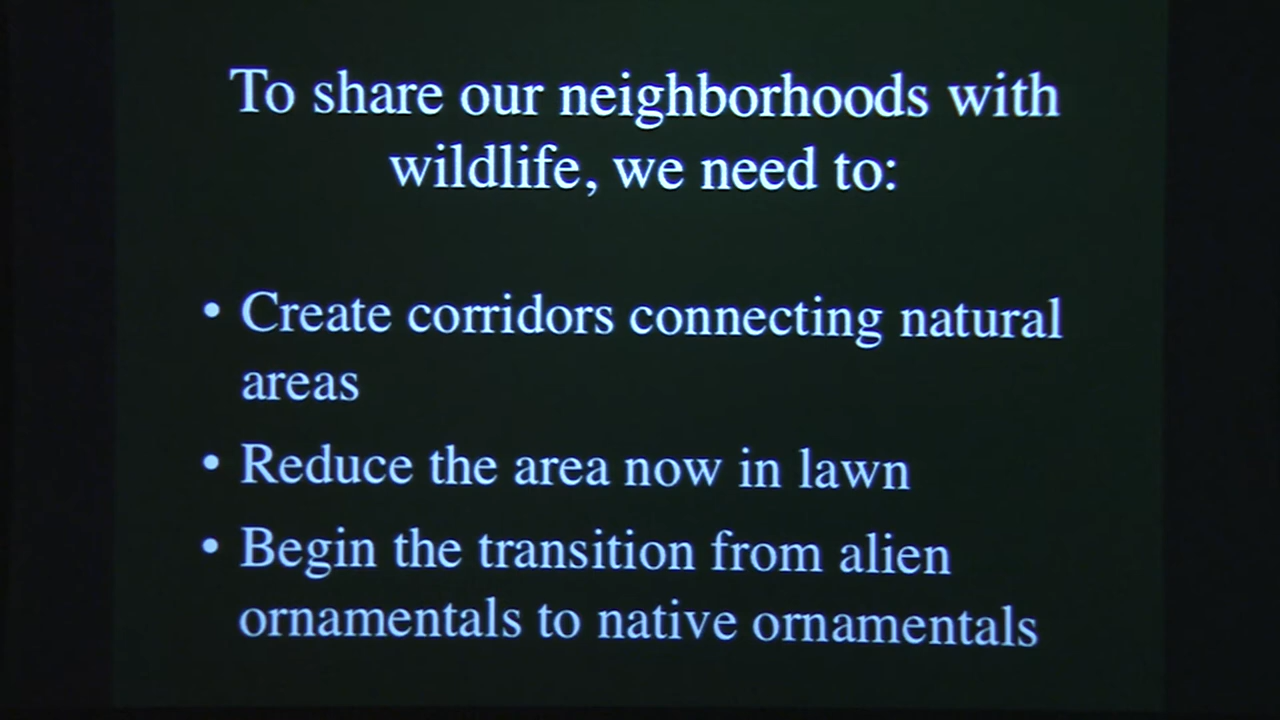 To share our neighborhoods with
wildlife, we need to:
• Create corridors connecting natural
areas
• Reduce the area now in lawn
• Begin the transition from alien
ornamentals to native ornamentals